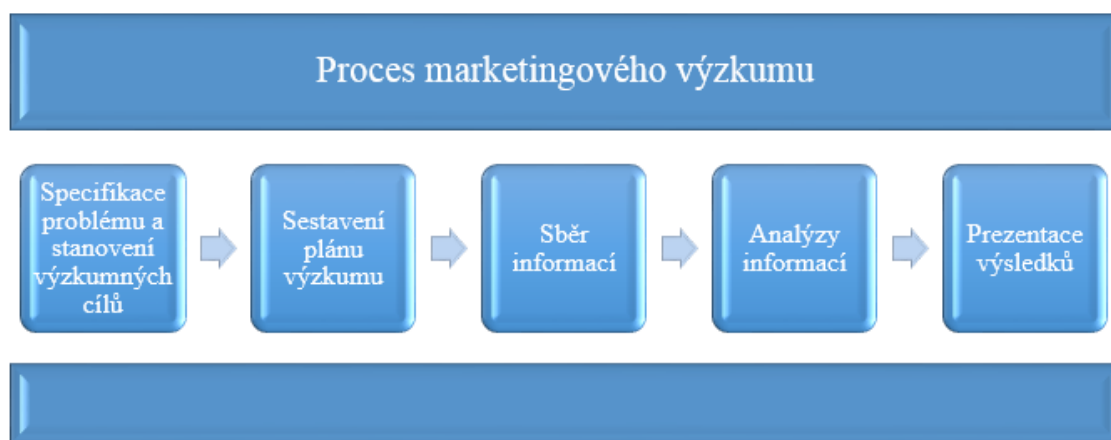 Proces marketingového výzkumu
Specifikace
problému a
stanovení
výzkumných
cílů
Sestavení
plánu
výzkumu
Sběr
informací
Analýzy
informací
Prezentace
výsledků